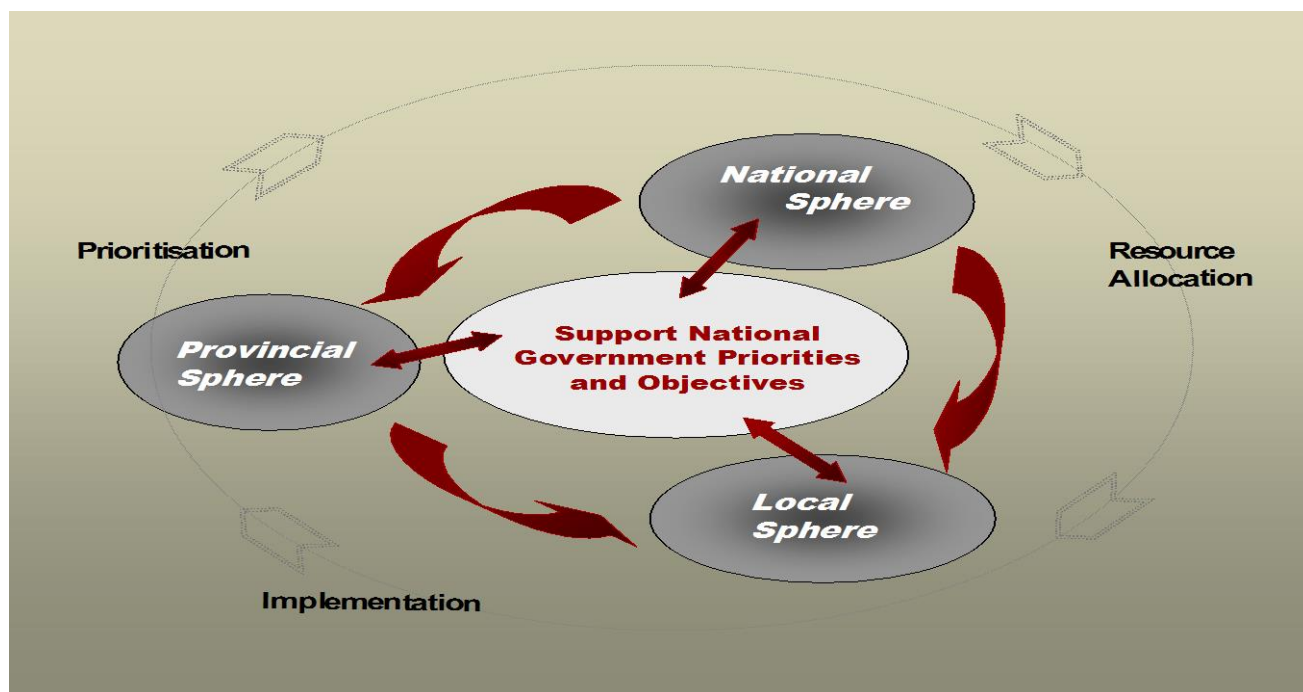 National
Sphere
Prioritisation
Resource
Allocation
Support National
Government Priorities
and Objectives
Provincial
Sphere
Local
Sphere
Implementation